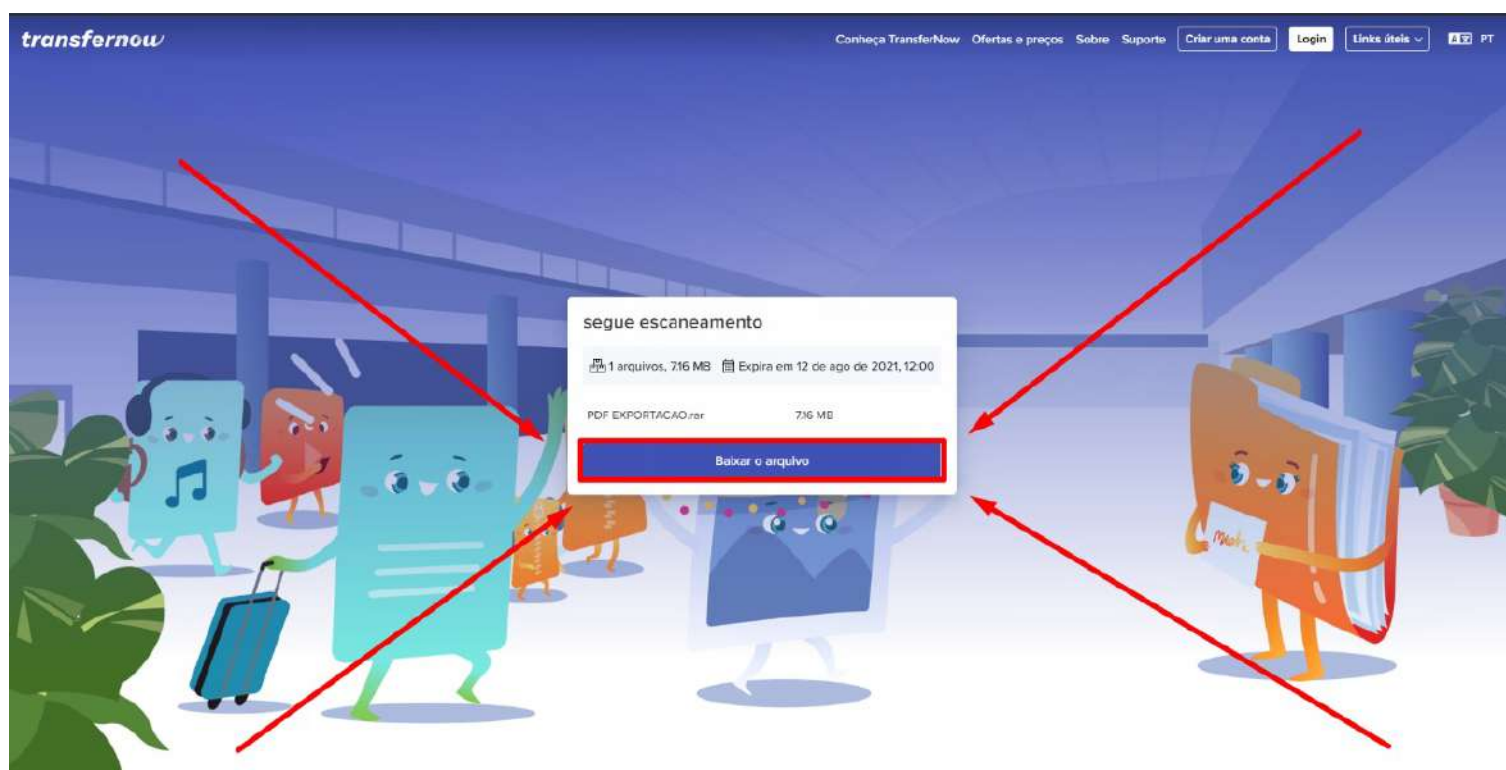 transfernow
Conheça TransferNow Ofertas e preços Sobre Suporte Criar uma conta Login Links úteis PT
segue escaneamento
1 arquivos, 7.16 MB Expira em 12 de ago de 2021, 12:00
PDF EXPORTACAO.rar 7.16 MB
Baixar o arquivo